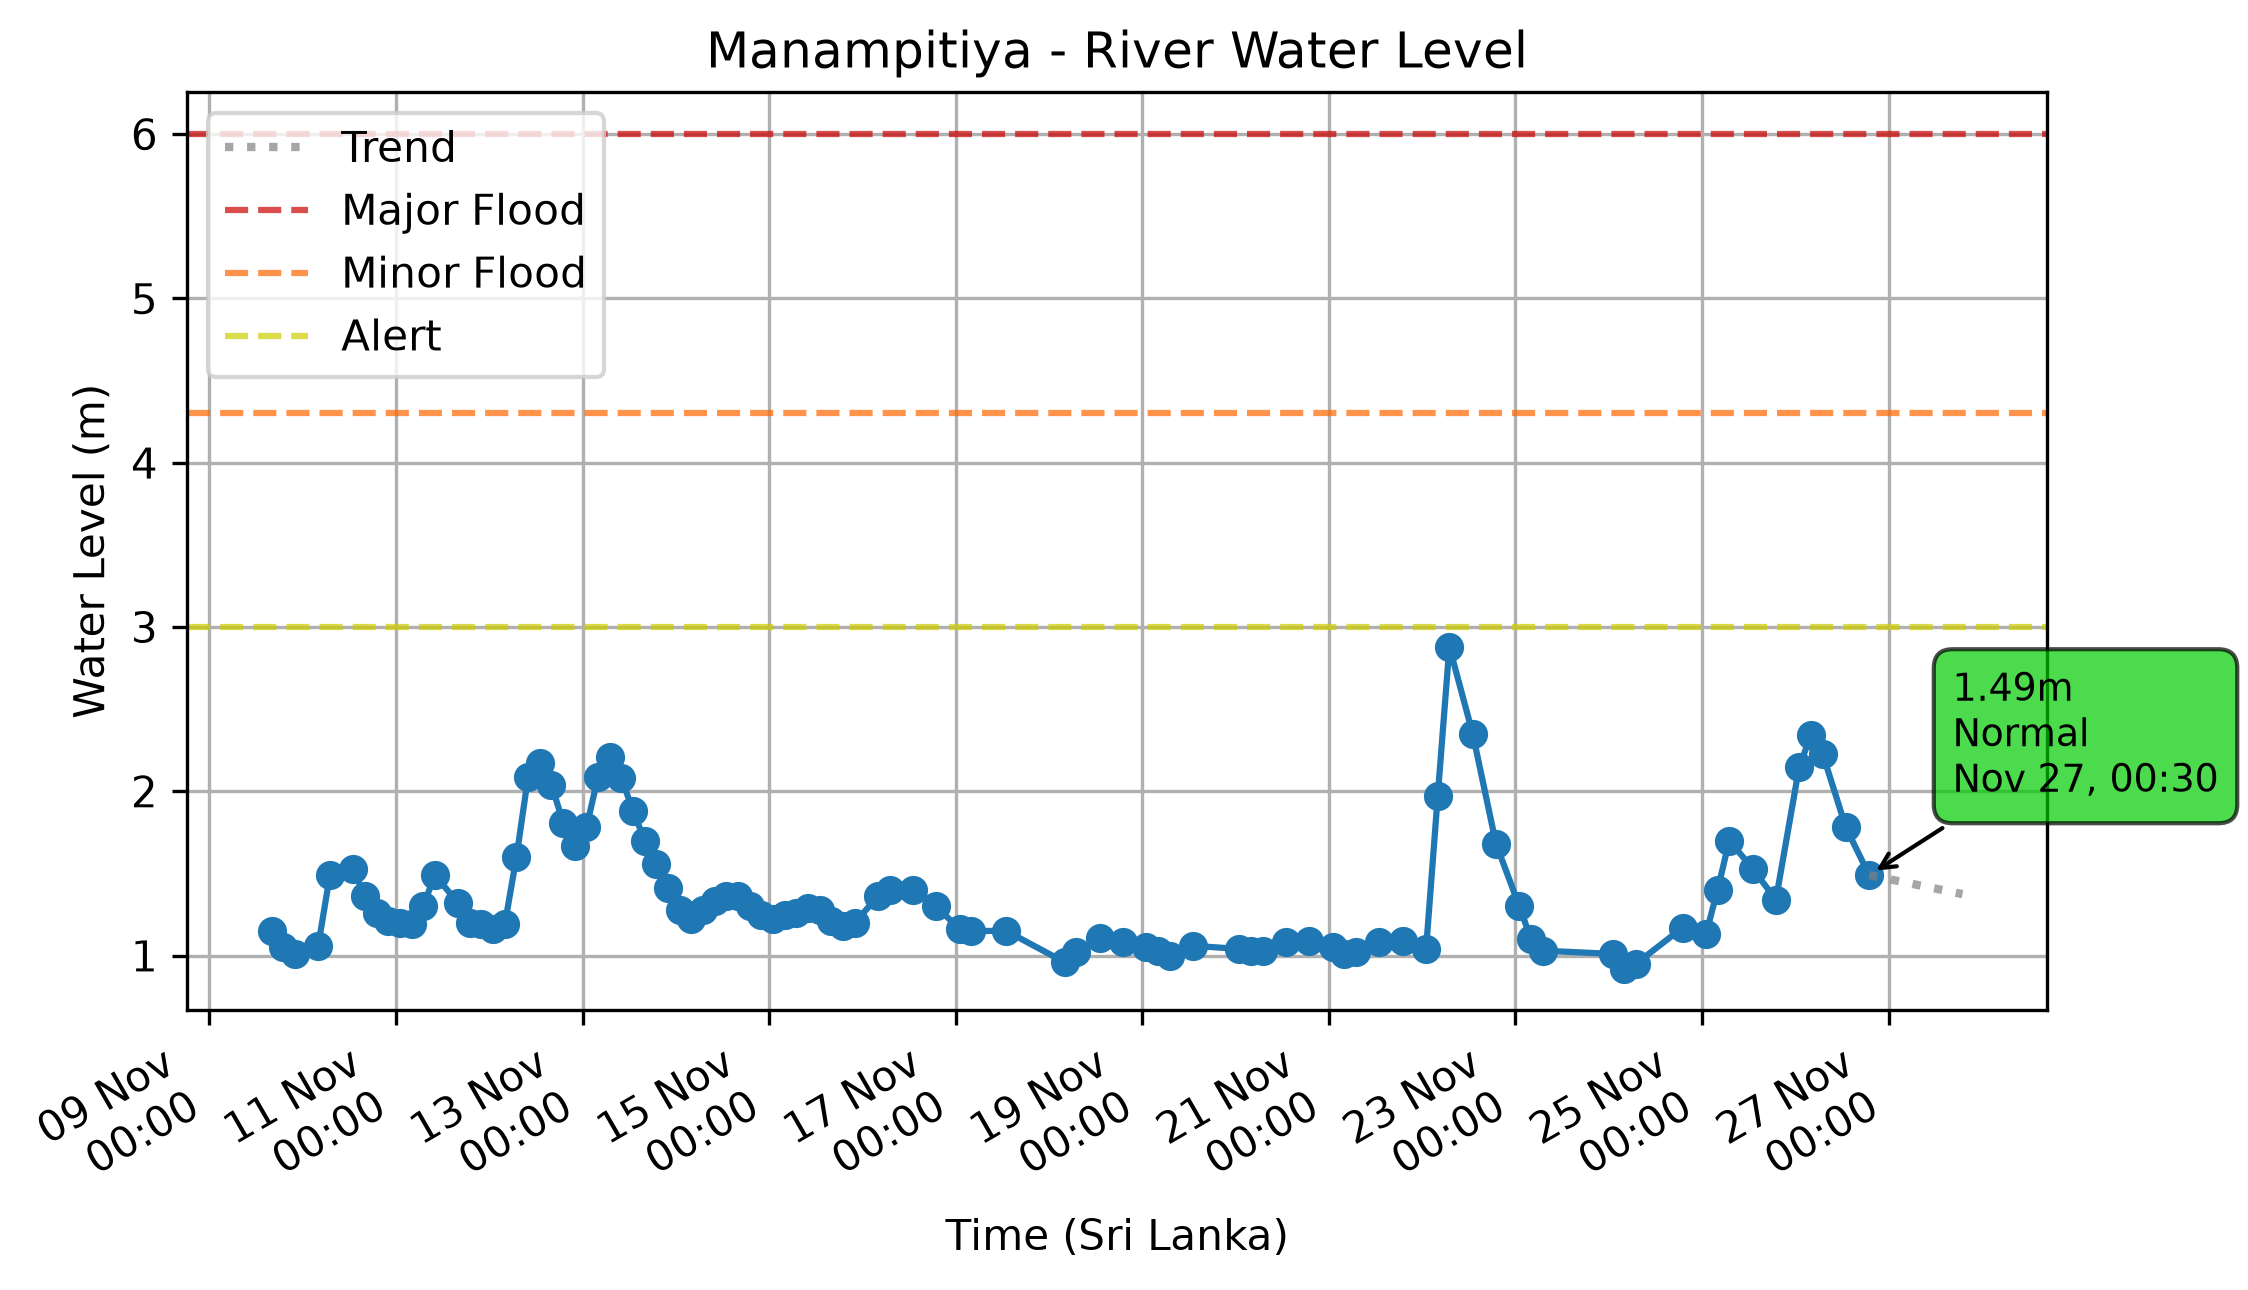 Manampitiya - River Water Level
Trend
Major Flood
Minor Flood
Alert
6
5
4
3
2
1
Water Level (m)
1.49m
Normal
Nov 27, 00:30
09 Nov
00:00
11 Nov
00:00
13 Nov
00:00
15 Nov
00:00
17 Nov
00:00
19 Nov
00:00
21 Nov
00:00
23 Nov
00:00
25 Nov
00:00
27 Nov
00:00
Time (Sri Lanka)